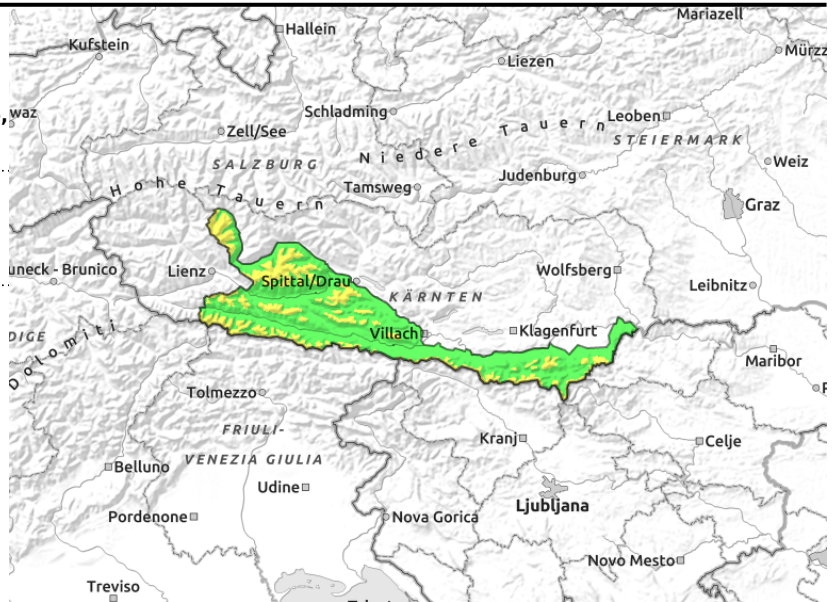 Mariazell
Hallein
Kufstein
Mürzz
Liezen
waz
,
Schladming
Leoben
Zell/See
Niedere Tauern
STEIERMARK
SALZBURG
Weiz
Hohe Tauern
Tamsweg
Judenburg
Graz
uneck - Brunico
Lienz
Wolfsberg
Spittal/Drau
Leibnitz
KÄRNTEN
DIGE
Dolomiti
Villach
Klagenfurt
Maribor
Tolmezzo
P
FRIULI-
VENEZIA GIULIA
Kranj
Celje
Belluno
Udine
Ljubljana
Pordenone
Nova Gorica
Novo Mesto
Treviso